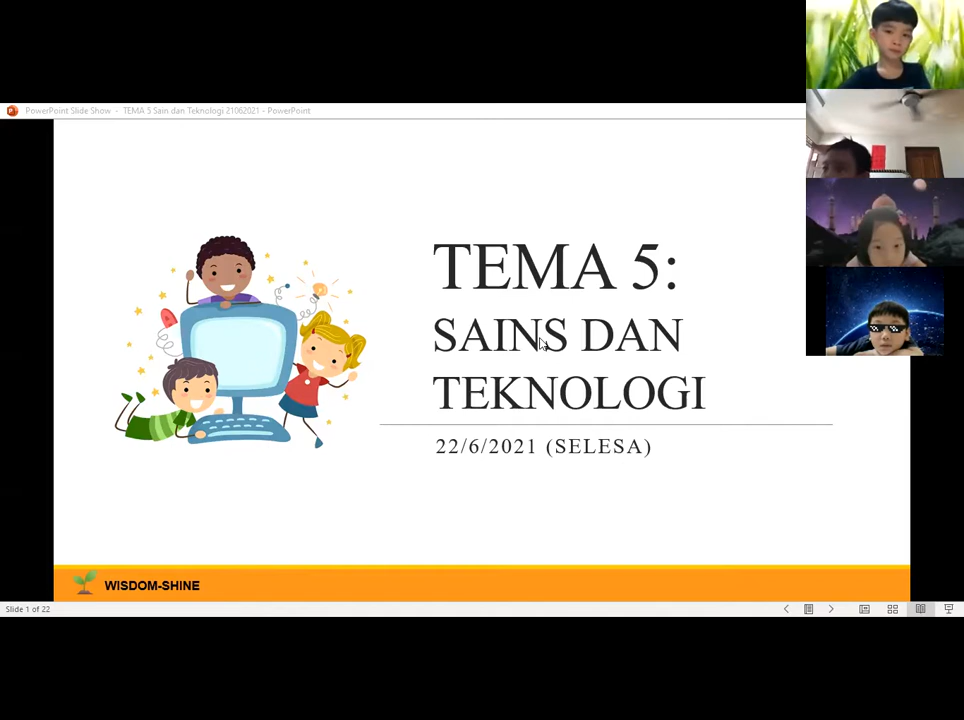 PowerPoint Slide Show - TEMA 5 Sain dan Teknologi 21062021 - PowerPoint
TEMA 5:
SAINS DAN
TEKNOLOGI
22/6/2021 (SELESA)
WISDOM-SHINE
Slide 1 of 22